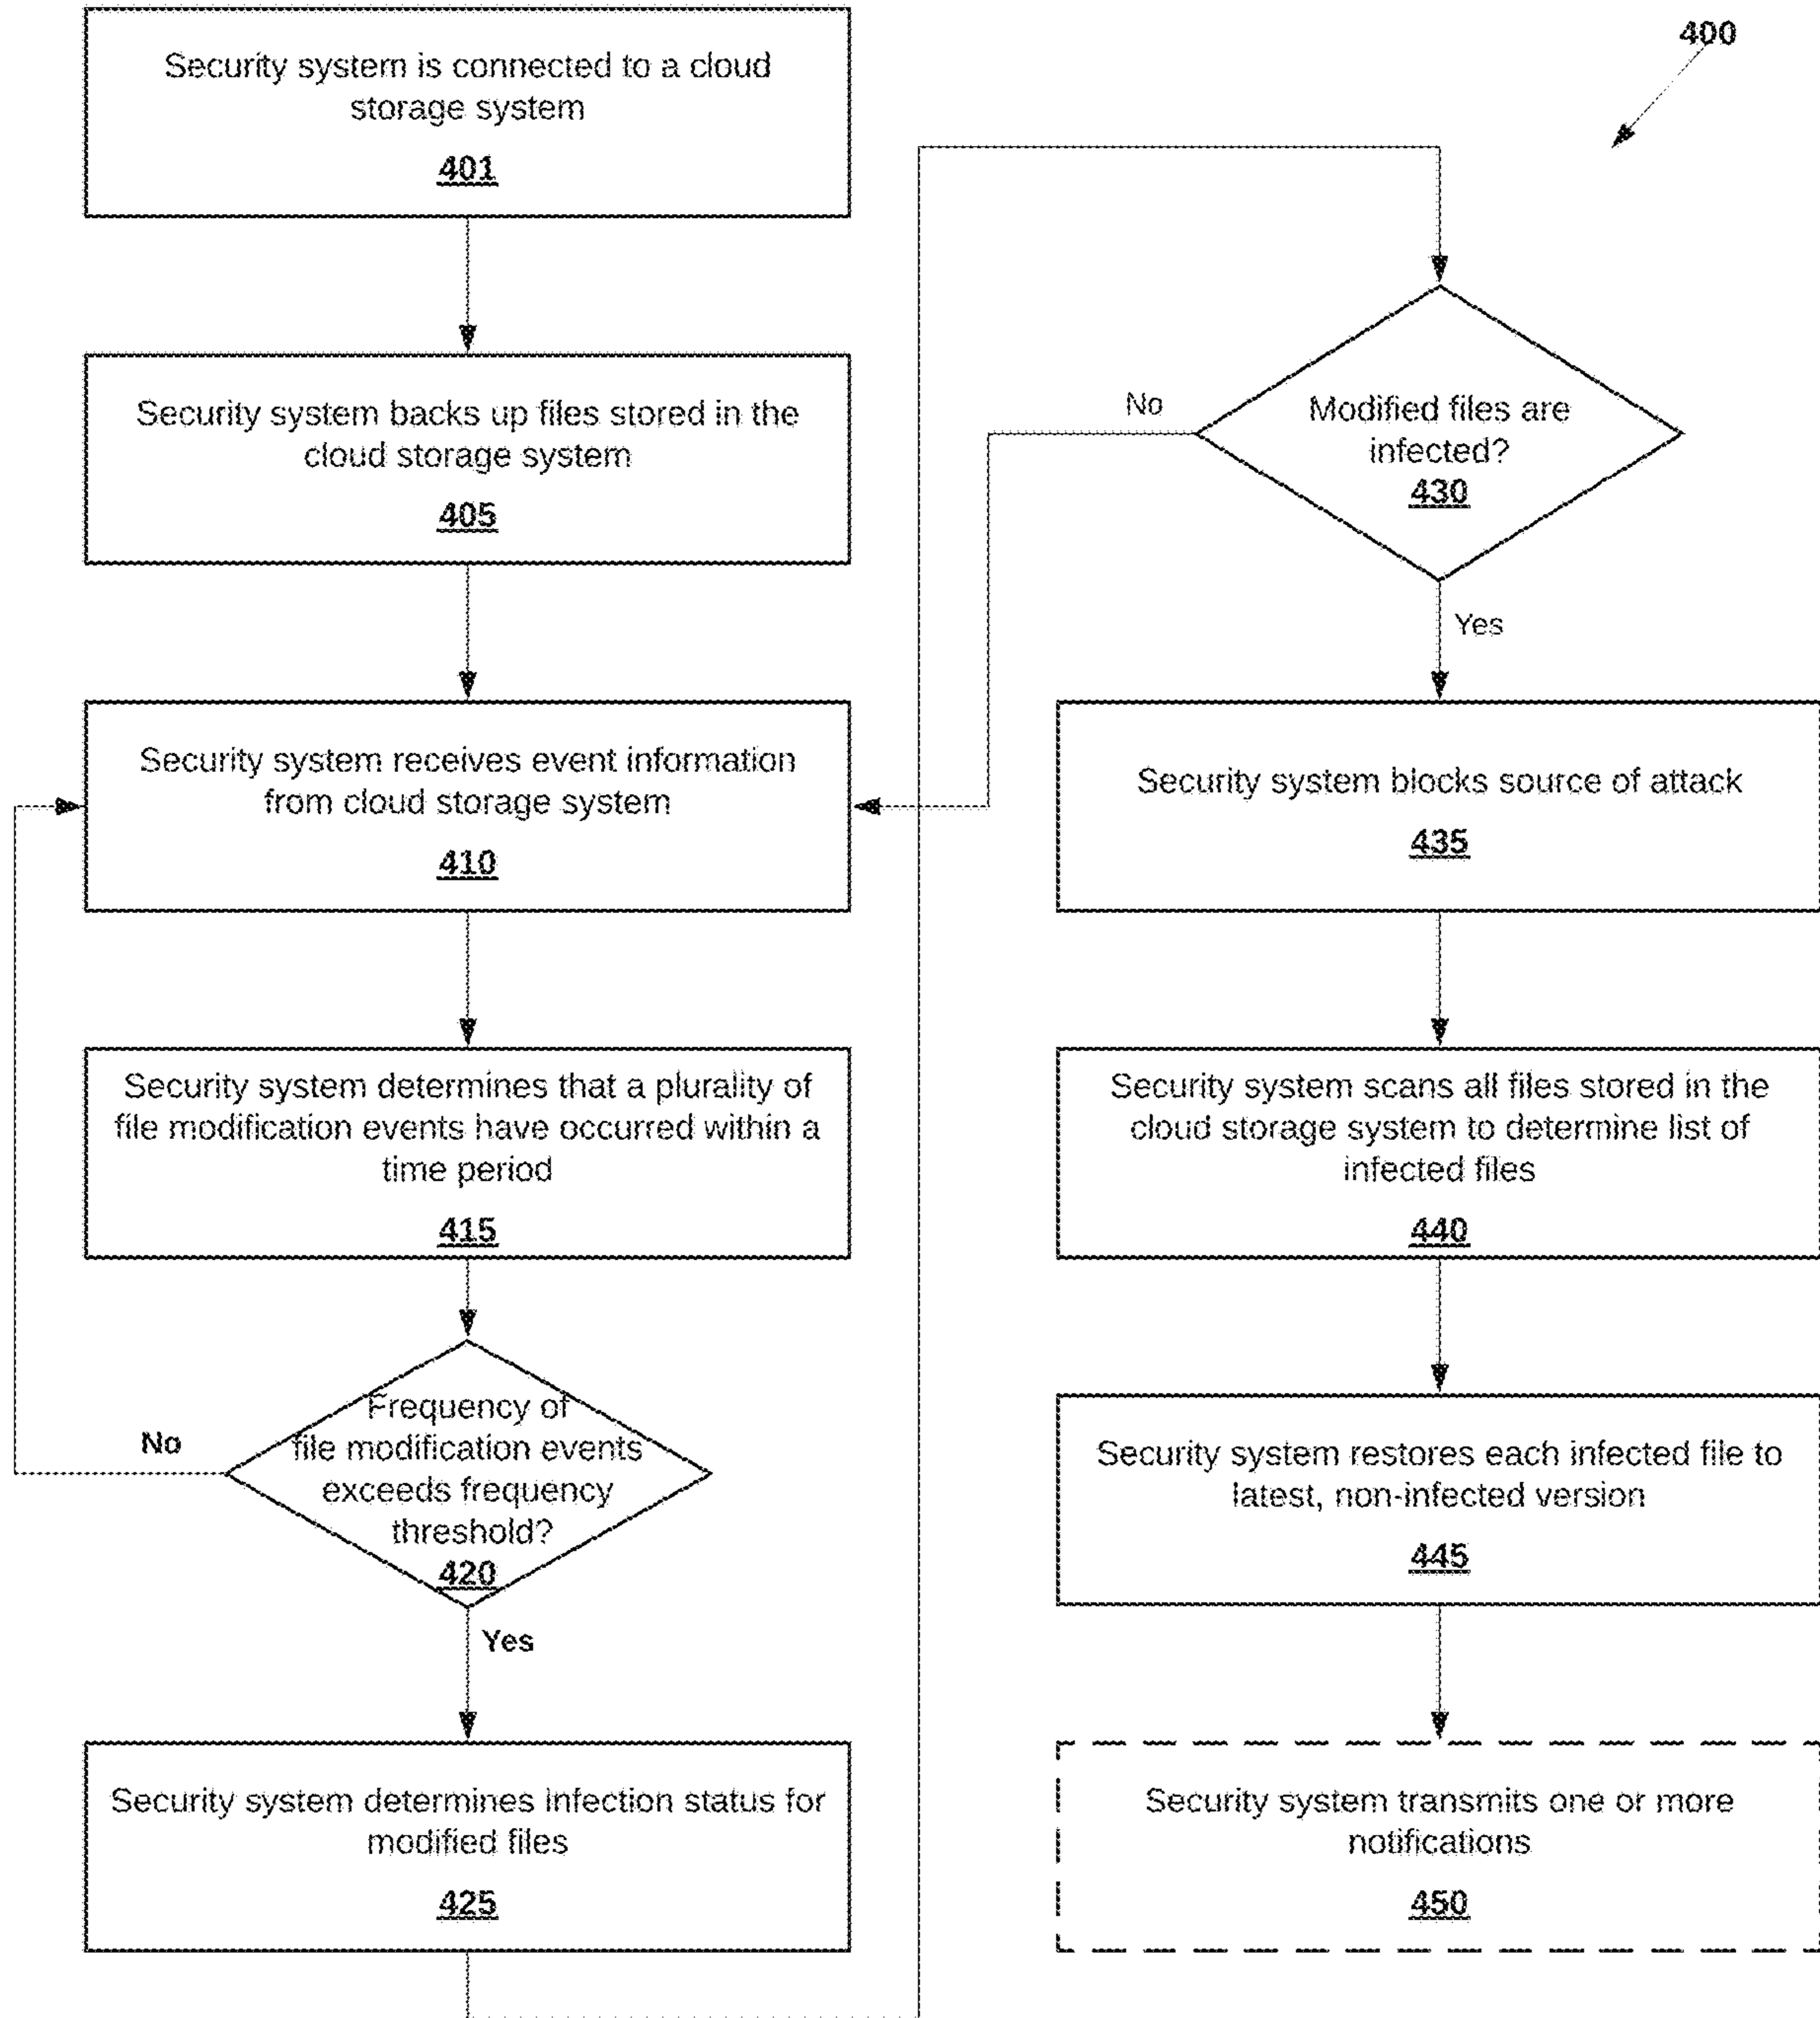 Security system is connected to a cloud
storage system
401
Security system backs up files stored in the
cloud storage system
405
Security system receives event information
from cloud storage system
410
Security system determines that a plurality of
file modification events have occurred within a
time period
415
Frequency of
file modification events
exceeds frequency
threshold?
420
No
Yes
Security system determines infection status for
modified files
425
400
Modified files are
infected?
430
No
Yes
Security system blocks source of attack
435
Security system scans all files stored in the
cloud storage system to determine list of
infected files
440
Security system restores each infected file to
latest, non-infected version
445
Security system transmits one or more
notifications
450